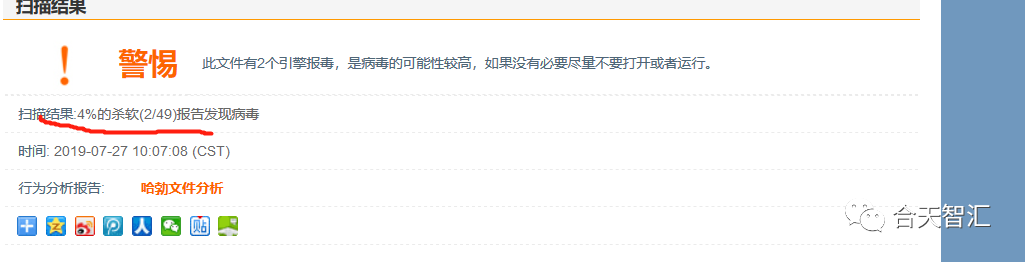 扫描结果
! 警惕 此文件有2个引擎报毒，是病毒的可能性较高，如果没有必要尽量不要打开或者运行。
扫描结果:4%的杀软(2/49)报告发现病毒
时间: 2019-07-27 10:07:08 (CST)
行为分析报告: 哈勃文件分析
贴
合天智汇